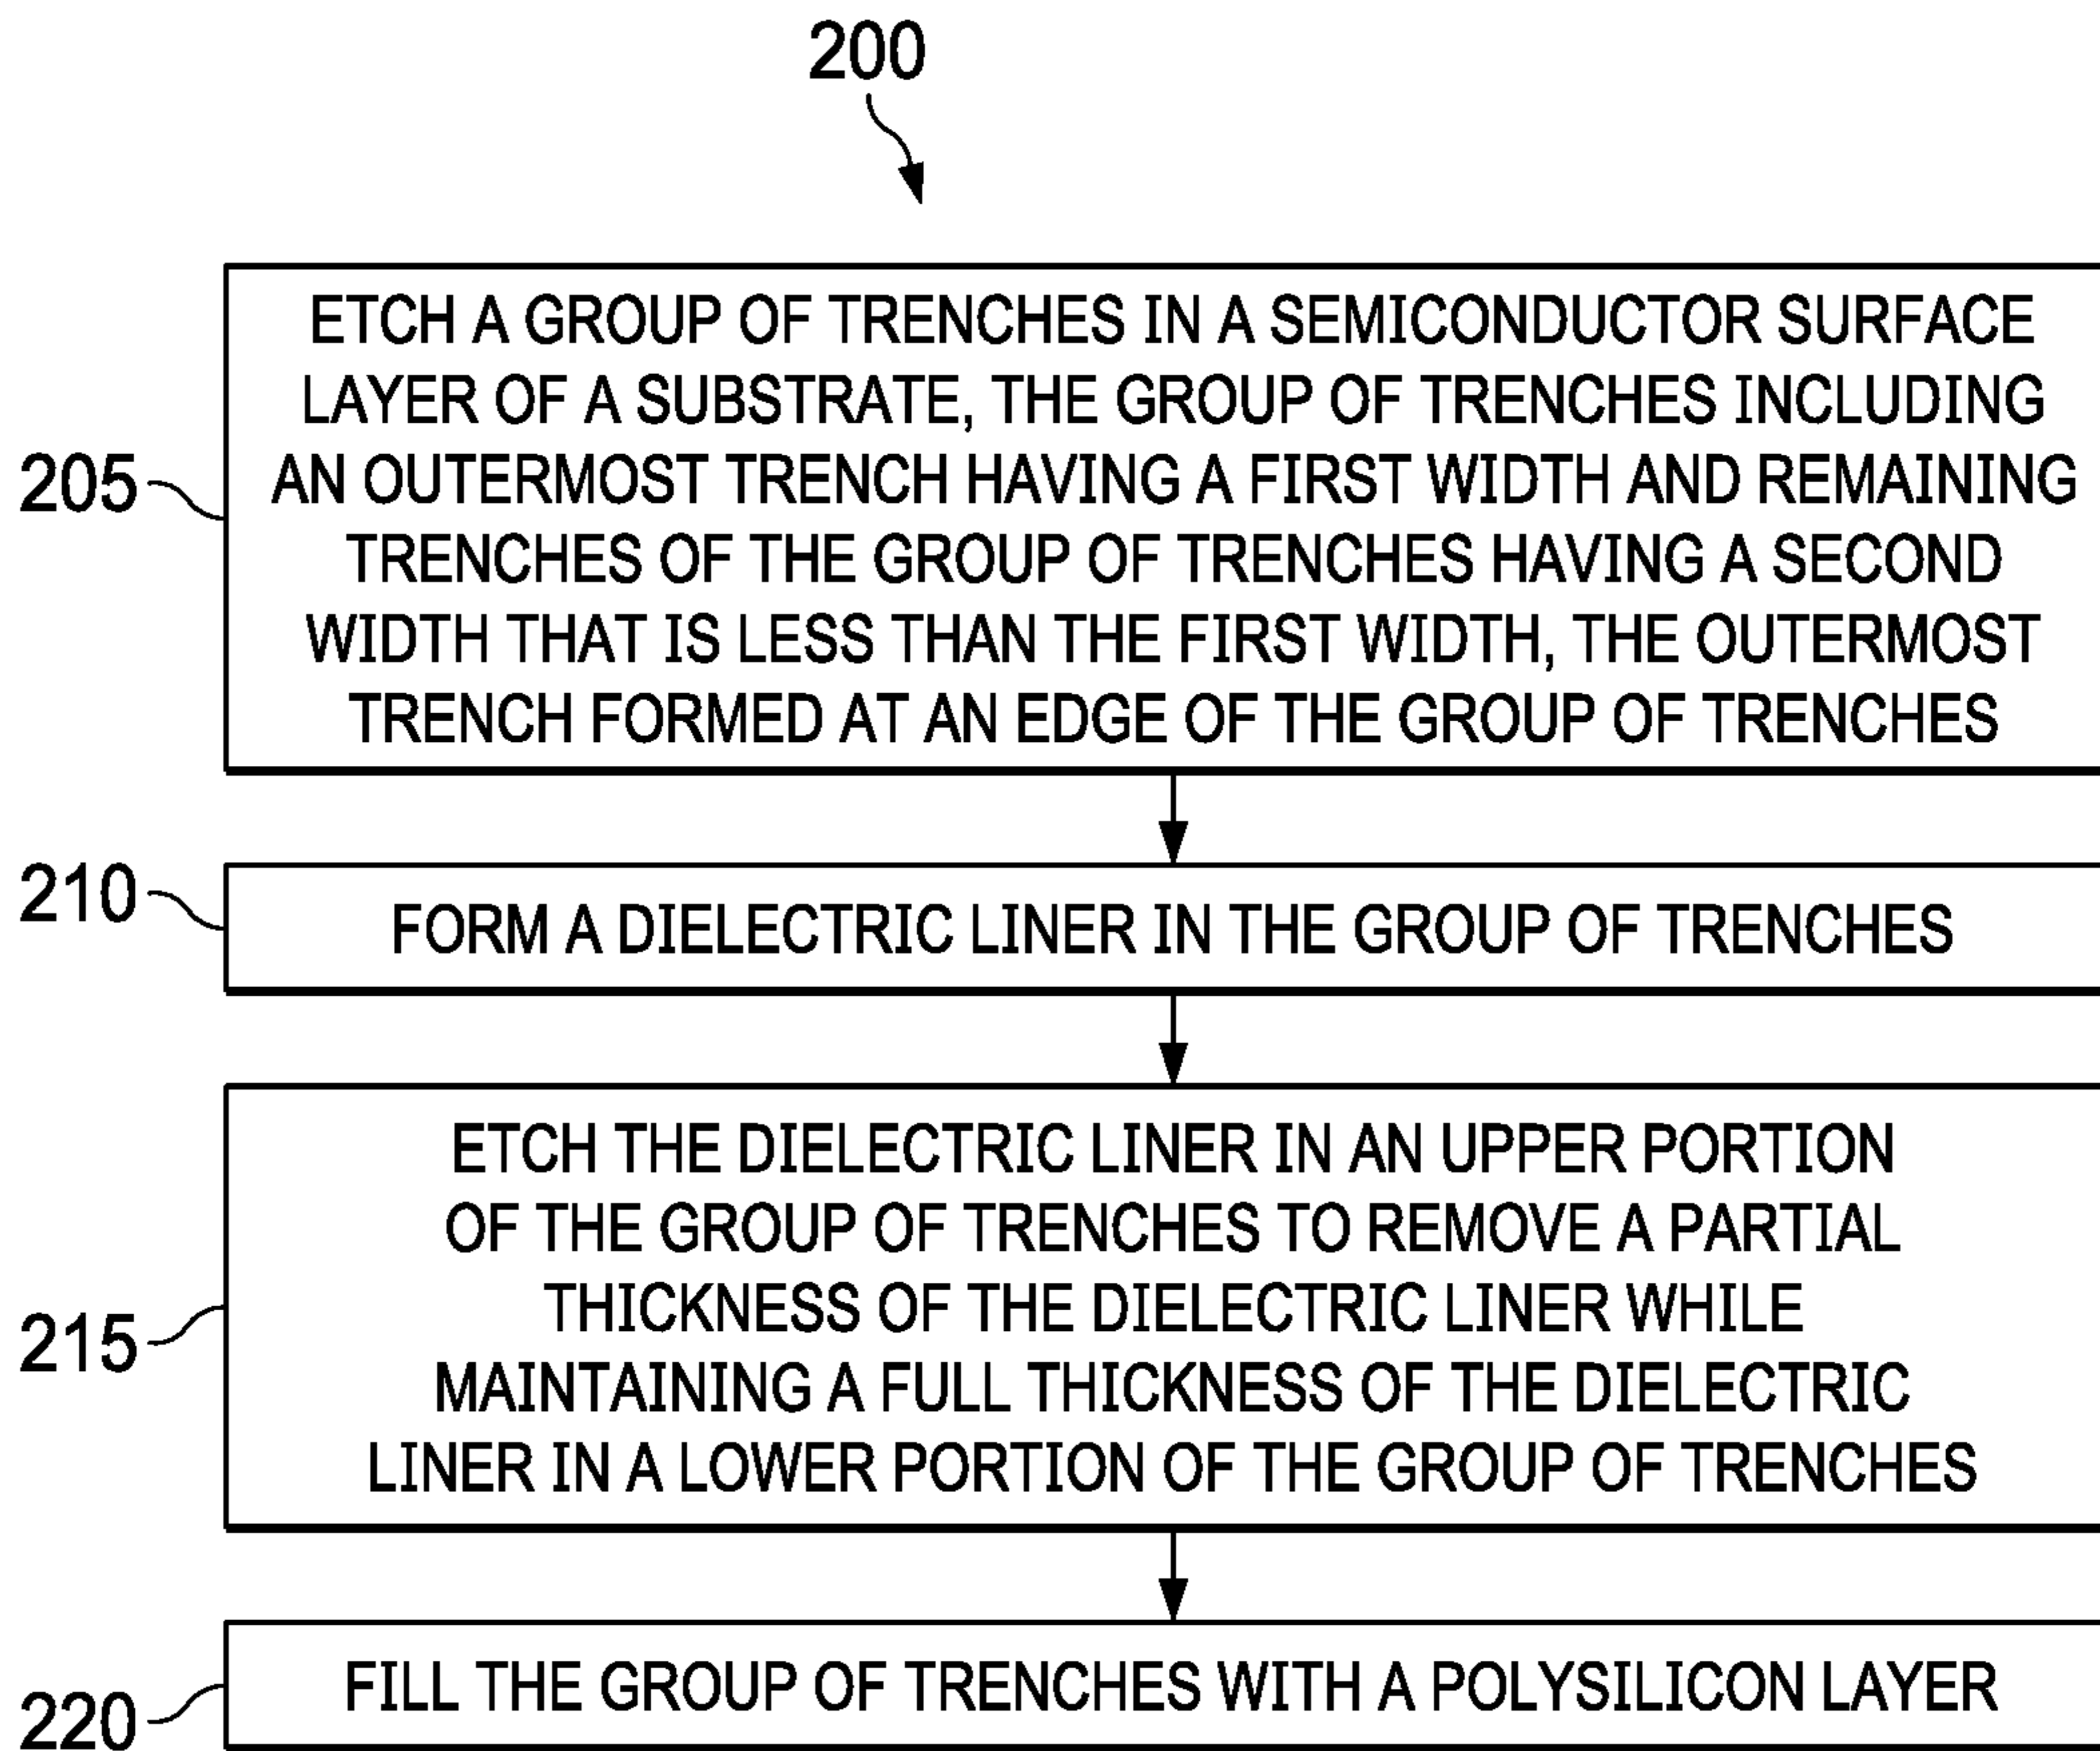 200
205
ETCH A GROUP OF TRENCHES IN A SEMICONDUCTOR SURFACE
LAYER OF A SUBSTRATE, THE GROUP OF TRENCHES INCLUDING
AN OUTERMOST TRENCH HAVING A FIRST WIDTH AND REMAINING
TRENCHES OF THE GROUP OF TRENCHES HAVING A SECOND
WIDTH THAT IS LESS THAN THE FIRST WIDTH, THE OUTERMOST
TRENCH FORMED AT AN EDGE OF THE GROUP OF TRENCHES
210
FORM A DIELECTRIC LINER IN THE GROUP OF TRENCHES
215
ETCH THE DIELECTRIC LINER IN AN UPPER PORTION
OF THE GROUP OF TRENCHES TO REMOVE A PARTIAL
THICKNESS OF THE DIELECTRIC LINER WHILE
MAINTAINING A FULL THICKNESS OF THE DIELECTRIC
LINER IN A LOWER PORTION OF THE GROUP OF TRENCHES
220
FILL THE GROUP OF TRENCHES WITH A POLYSILICON LAYER